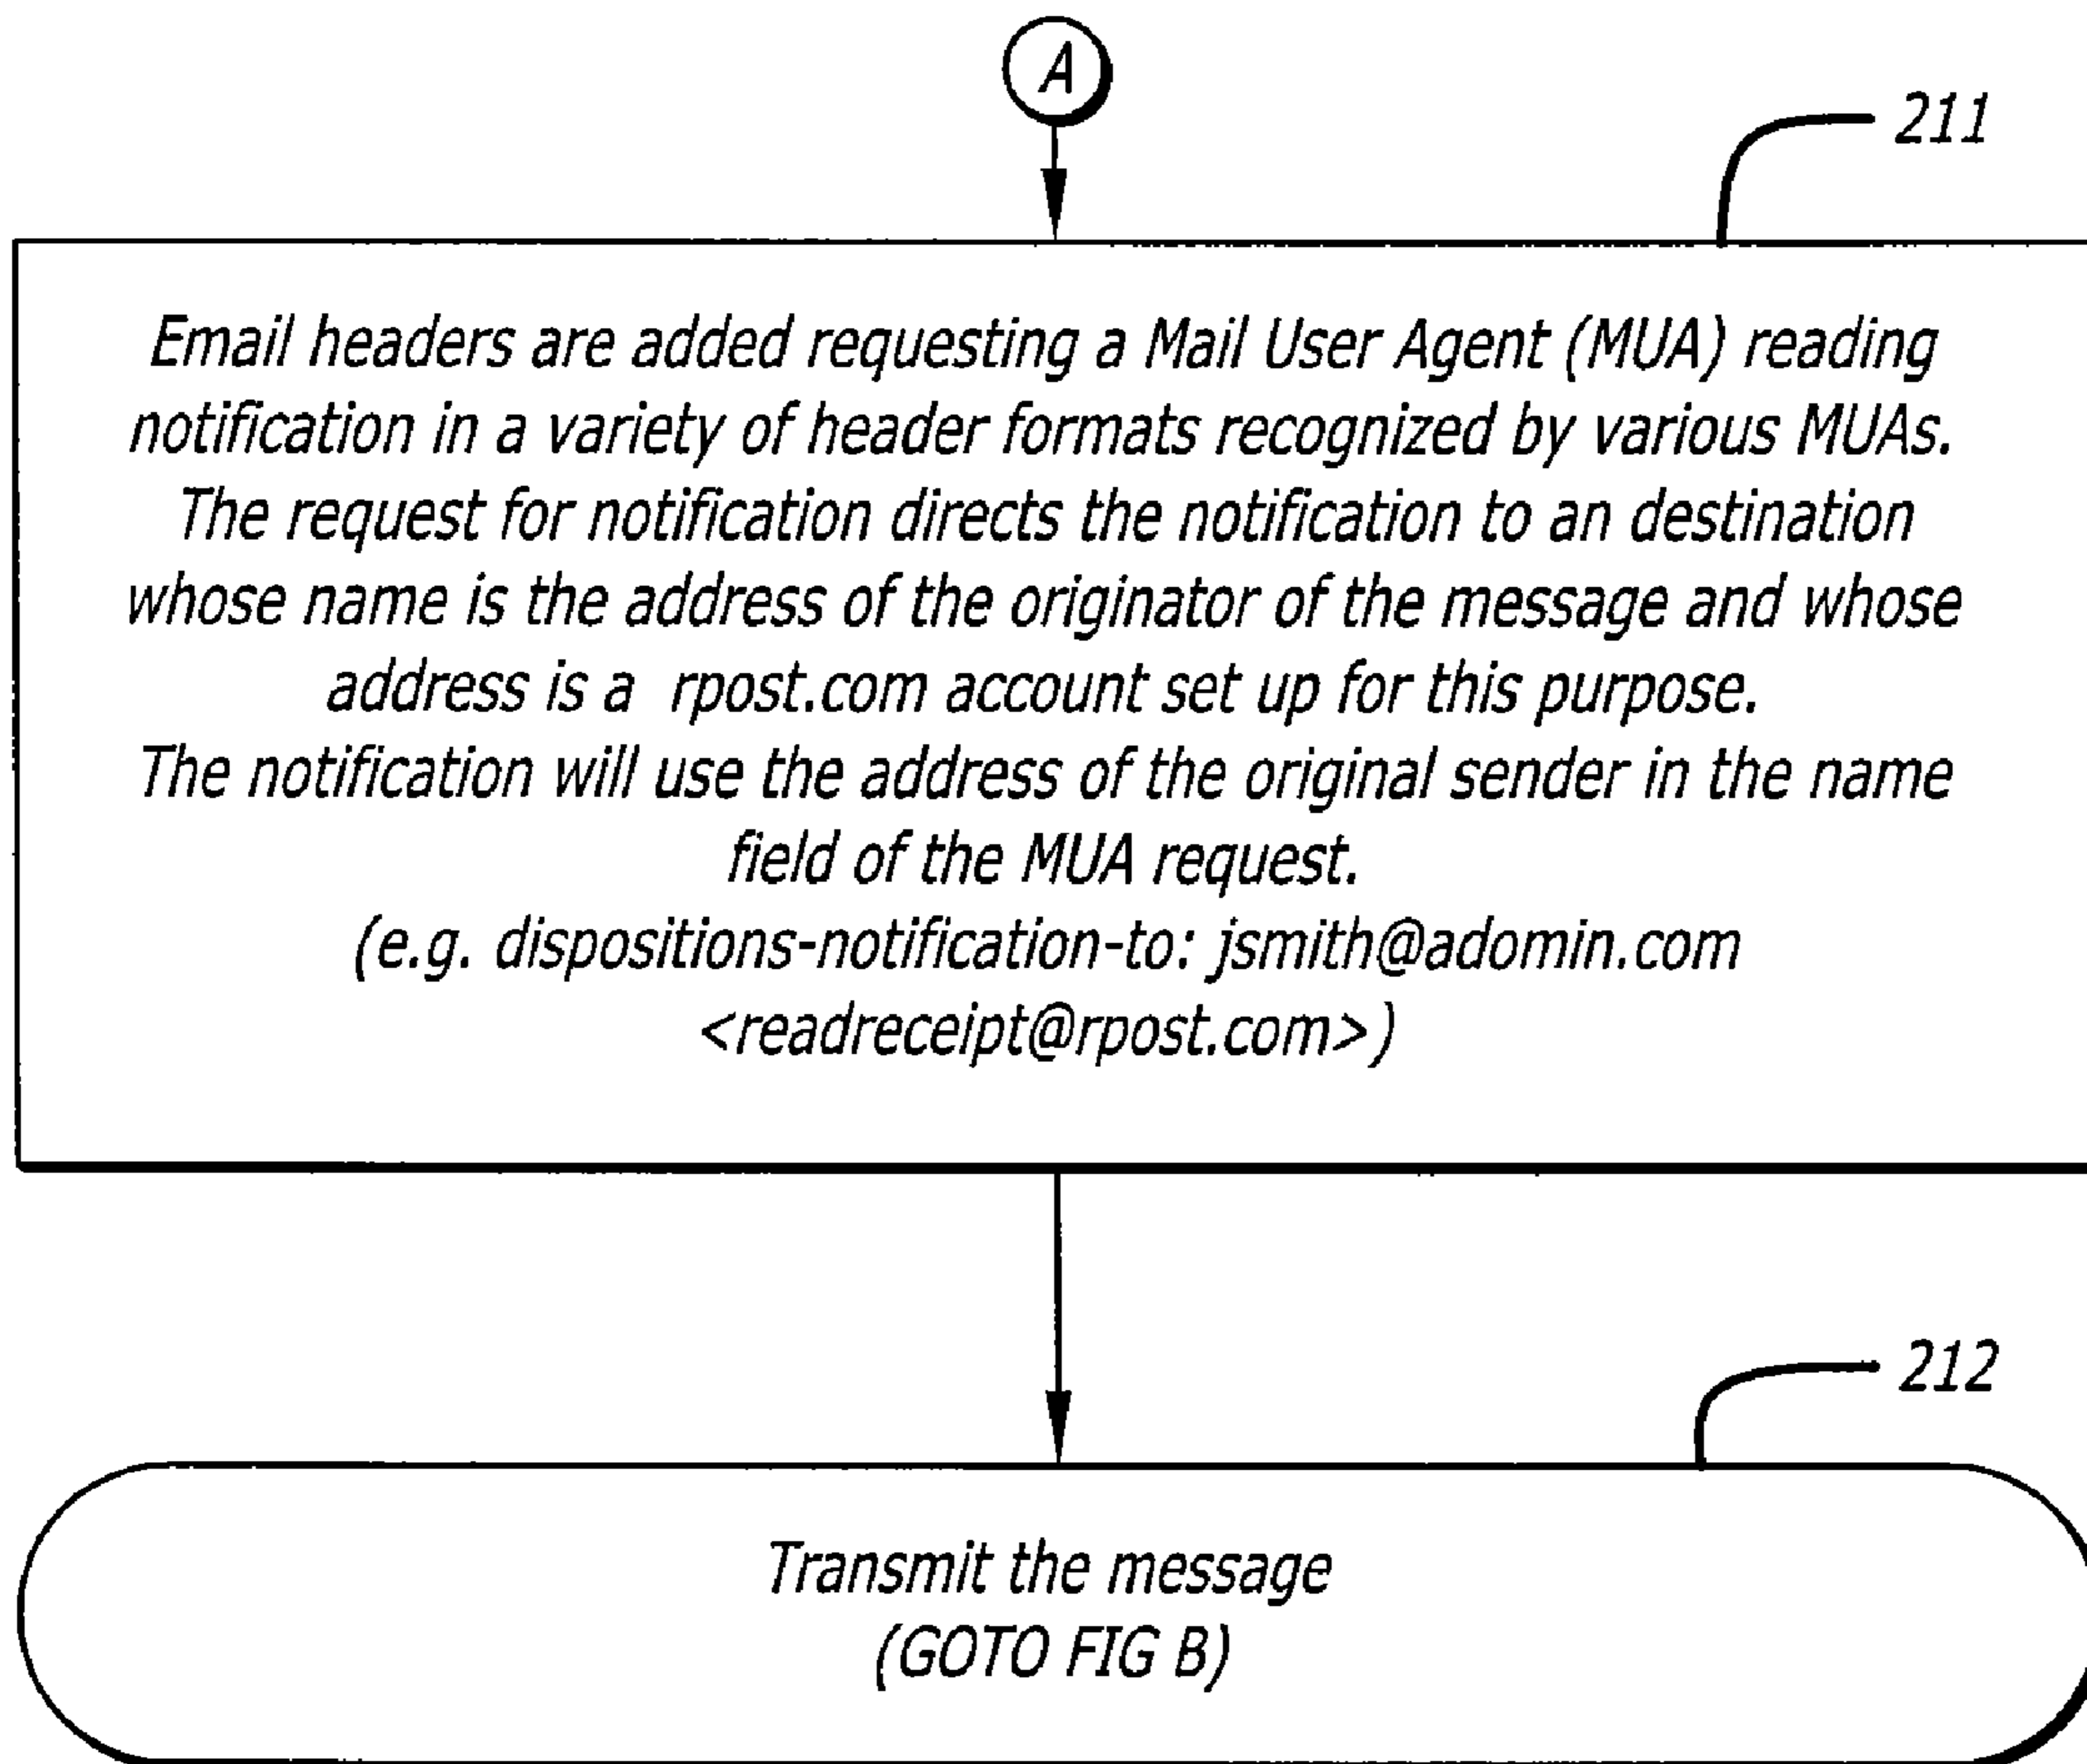 A
211
Email headers are added requesting a Mail User Agent (MUA) reading
notification in a variety of header formats recognized by various MUAs.
The request for notification directs the notification to an destination
whose name is the address of the originator of the message and whose
address is a rpost.com account set up for this purpose.
The notification will use the address of the original sender in the name
field of the MUA request.
(e.g. dispositions-notification-to: jsmith@adomin.com
<readreceipt@rpost.com>)
212
Transmit the message
(GOTO FIG B)